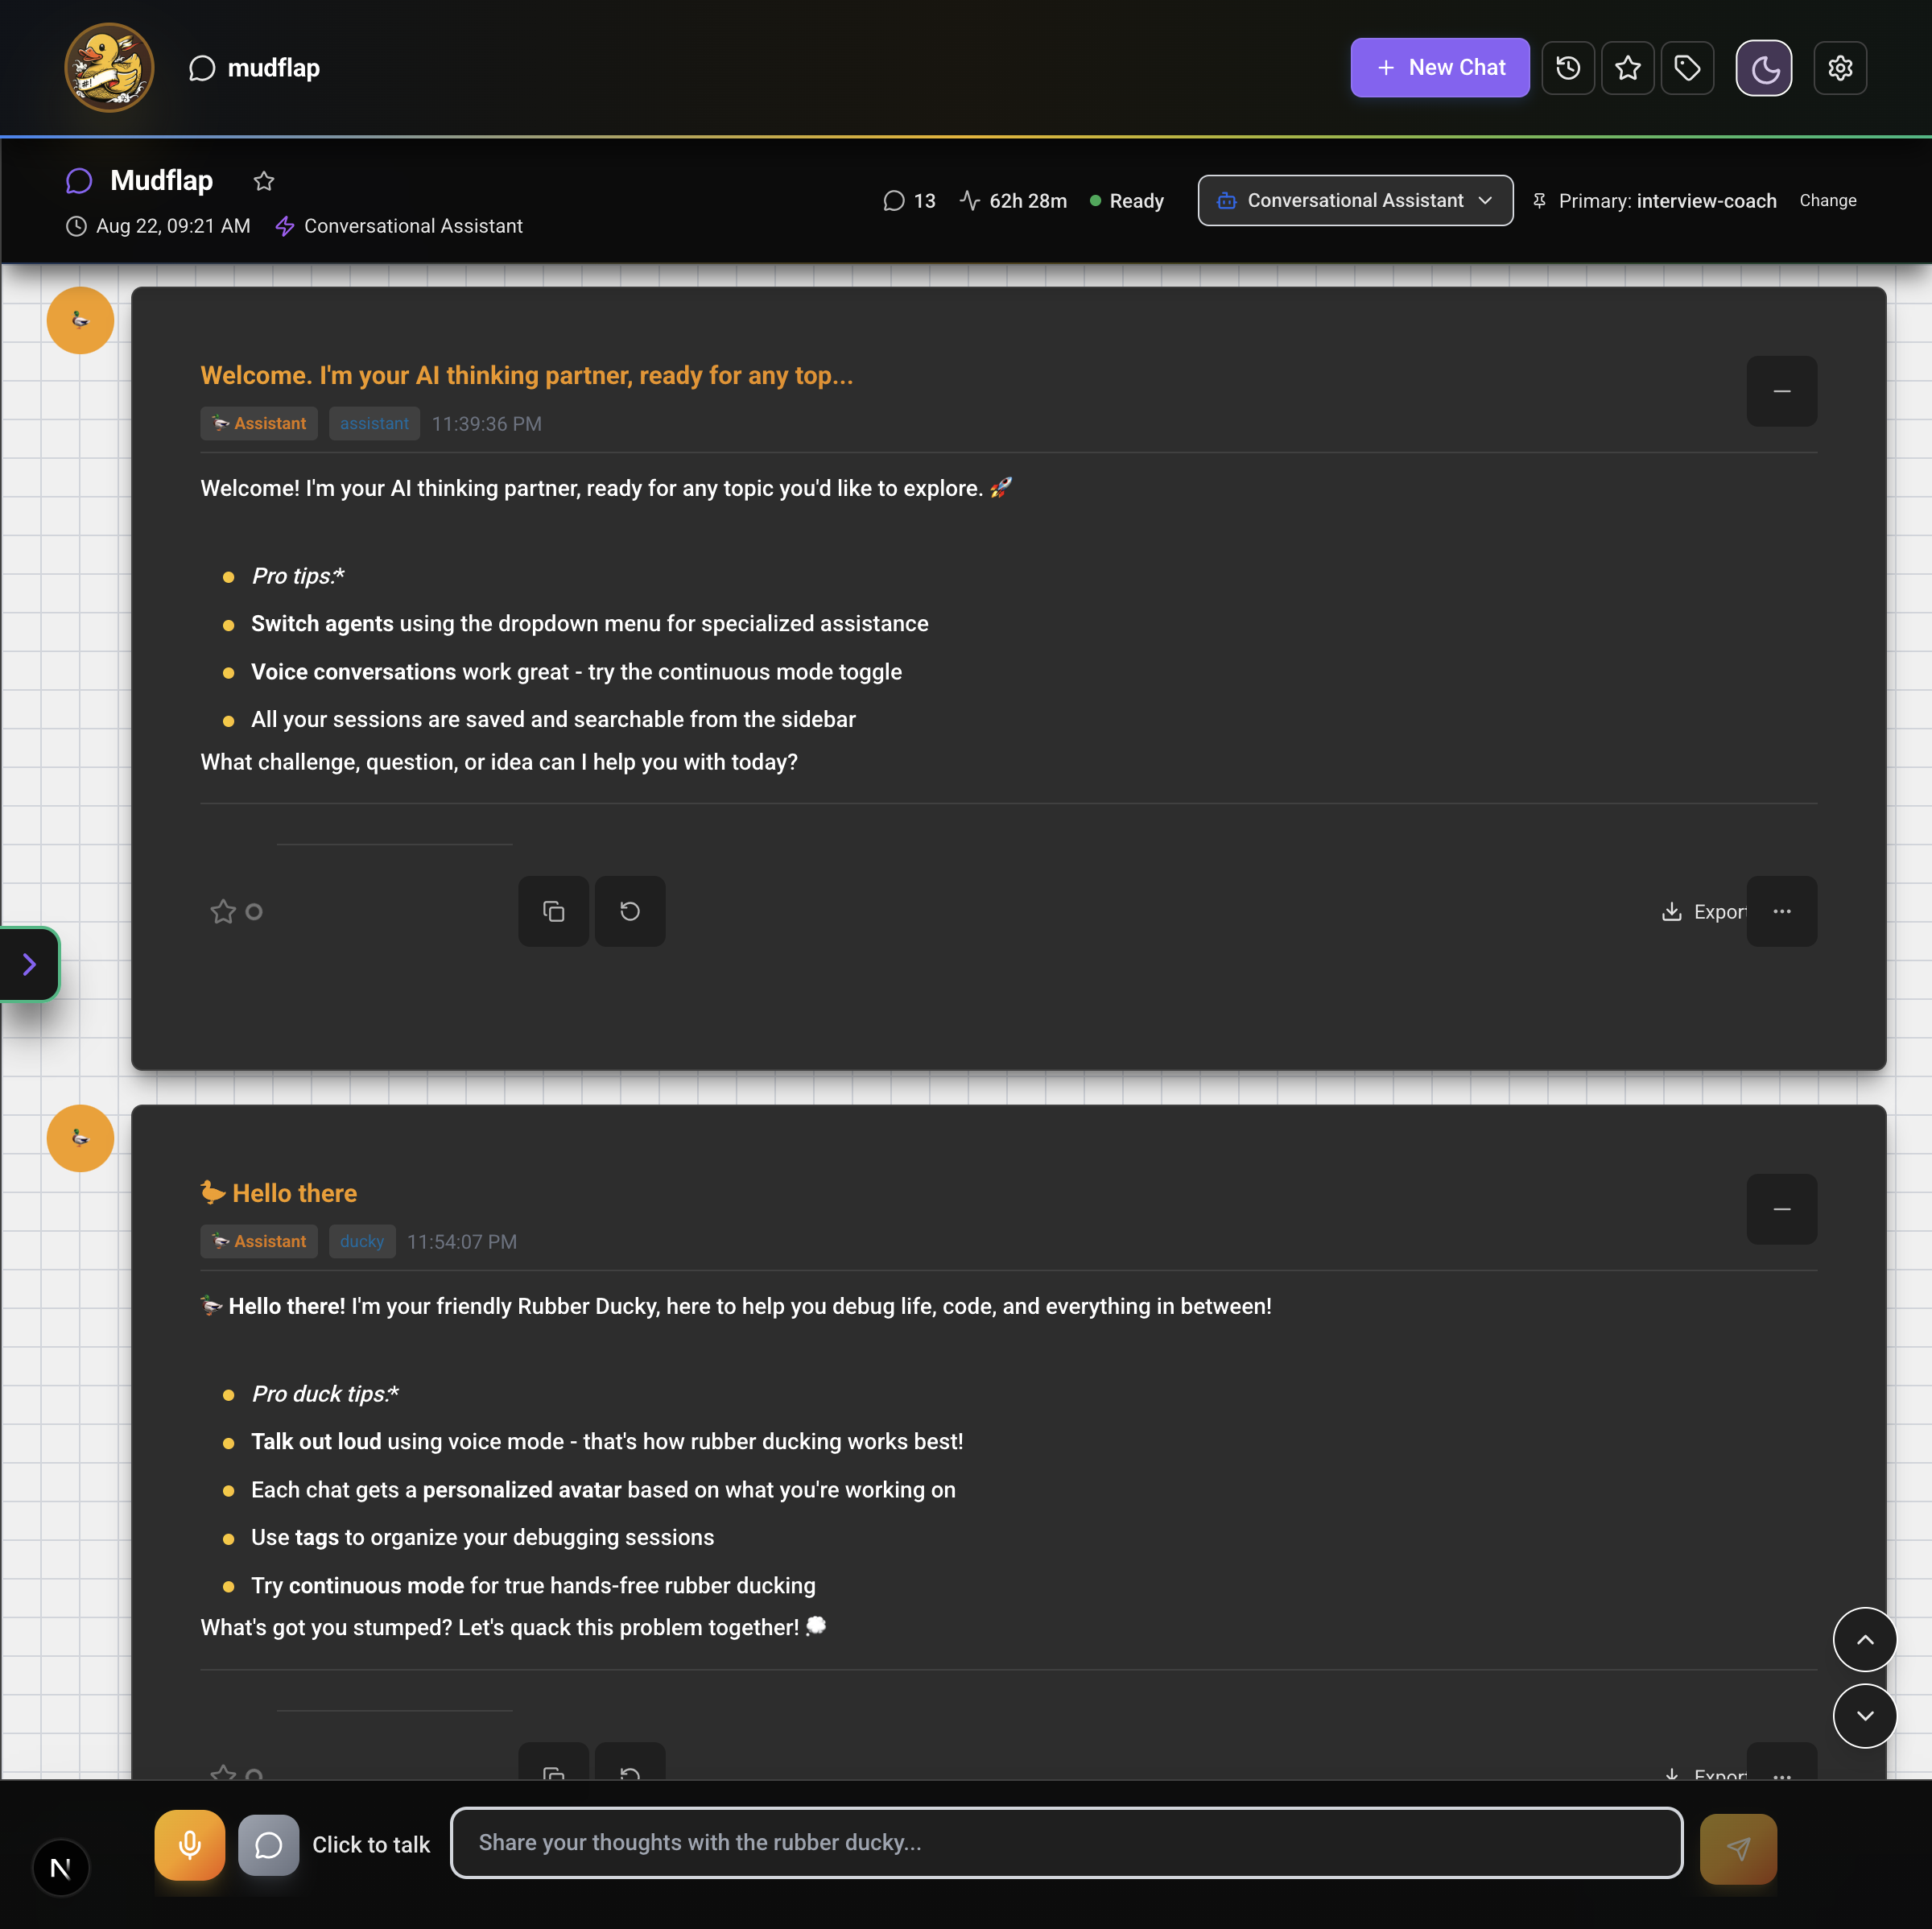 mudflap
+ New Chat
Mudflap
Aug 22, 09:21 AM
Conversational Assistant
13
62h 28m
Ready
Conversational Assistant
Primary: interview-coach
Change
Welcome. I'm your AI thinking partner, ready for any top...
Assistant
assistant
11:39:36 PM
Welcome! I'm your AI thinking partner, ready for any topic you'd like to explore. 🚀
Pro tips:*
Switch agents using the dropdown menu for specialized assistance
Voice conversations work great - try the continuous mode toggle
All your sessions are saved and searchable from the sidebar
What challenge, question, or idea can I help you with today?
Export
Hello there
Assistant
ducky
11:54:07 PM
🦆 Hello there! I'm your friendly Rubber Ducky, here to help you debug life, code, and everything in between!
Pro duck tips:*
Talk out loud using voice mode - that's how rubber ducking works best!
Each chat gets a personalized avatar based on what you're working on
Use tags to organize your debugging sessions
Try continuous mode for true hands-free rubber ducking
What's got you stumped? Let's quack this problem together! 💭
Export
N
Click to talk
Share your thoughts with the rubber ducky...